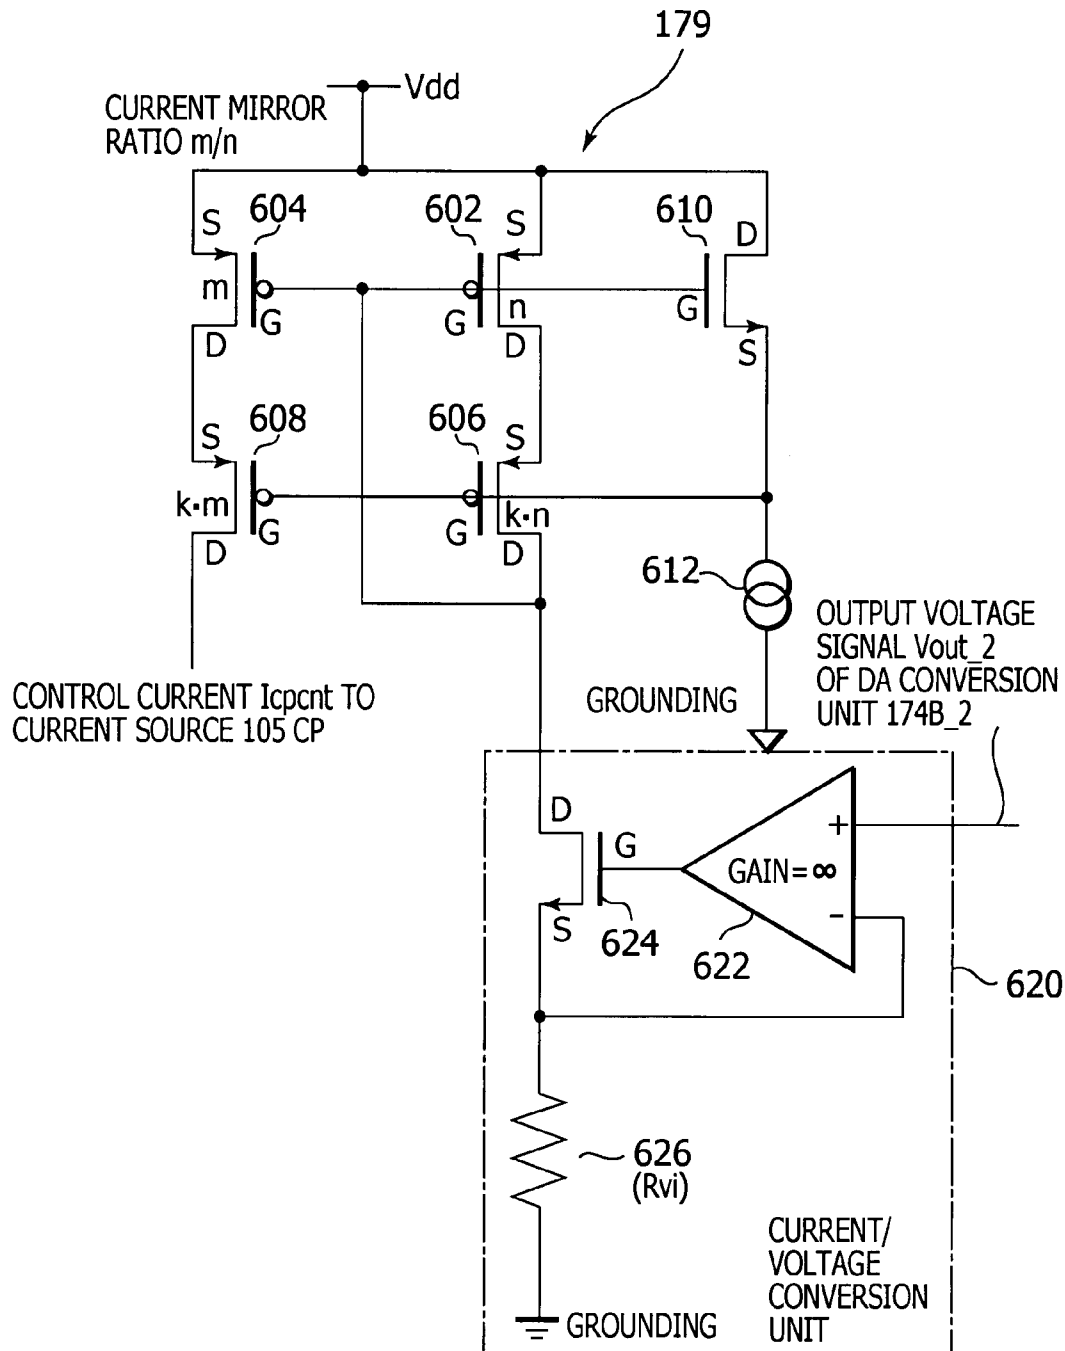 179
Vdd
CURRENT MIRROR
RATIO m/n
604
602
610
S
S
D
m
G
G
n
G
D
D
S
608
606
S
S
k·m
G
G
k·n
D
D
612
OUTPUT VOLTAGE
SIGNAL Vout_2
OF DA CONVERSION
UNIT 174B_2
CONTROL CURRENT Icpcnt TO
CURRENT SOURCE 105 CP
GROUNDING
D
G
+
GAIN=∞
-
S
624
622
620
626
(Rvi)
CURRENT/
VOLTAGE
CONVERSION
UNIT
GROUNDING